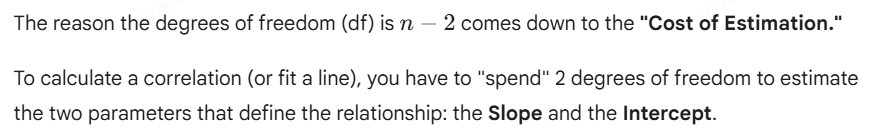 The reason the degrees of freedom (df) is n − 2 comes down to the "Cost of Estimation."
To calculate a correlation (or fit a line), you have to "spend" 2 degrees of freedom to estimate
the two parameters that define the relationship: the Slope and the Intercept.